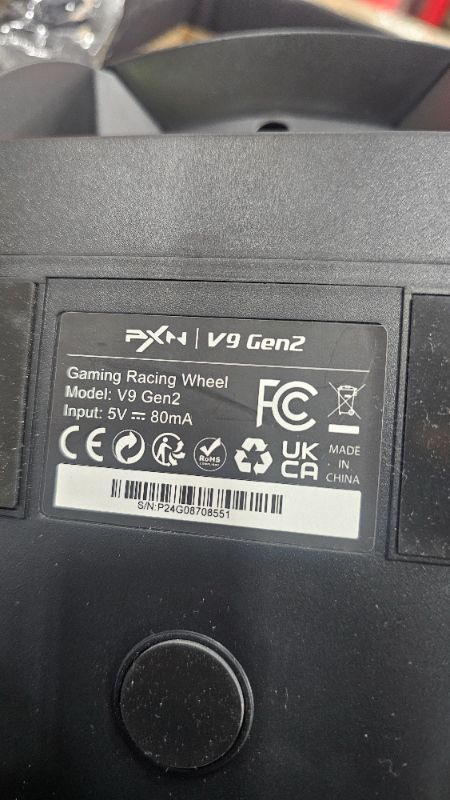 PXN | V9 Gen2
Gaming Racing Wheel
Model: V9 Gen2
Input: 5V ⎓ 80mA
FC
CE
RoHS
UK
CA
MADE
IN
CHINA
S/N:P24G08708551